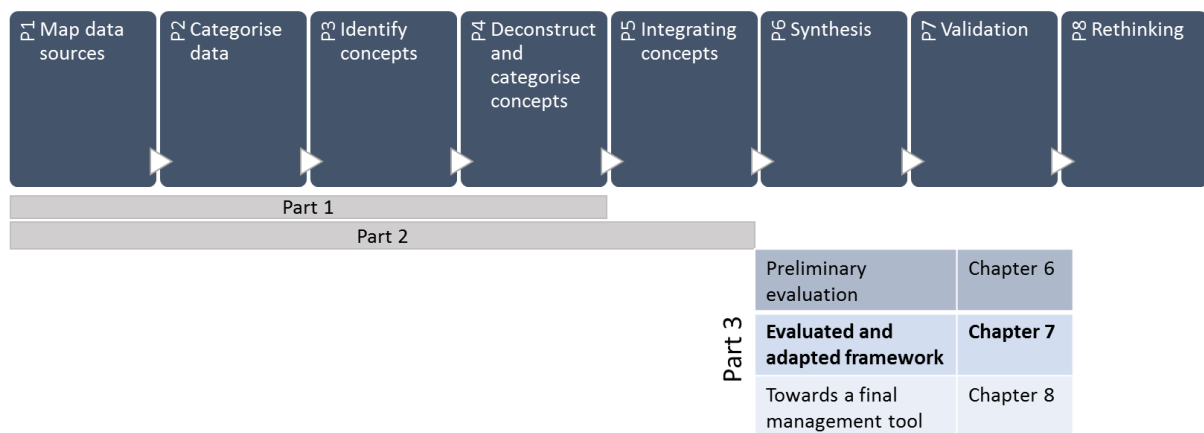 P1 Map data
sources
P2 Categorise
data
P3 Identify
concepts
P4 Deconstruct
and
categorise
concepts
P5 Integrating
concepts
P6 Synthesis
P7 Validation
P8 Rethinking
Part 1
Part 2
Part 3
Preliminary
evaluation
Chapter 6
Evaluated and
adapted framework
Chapter 7
Towards a final
management tool
Chapter 8